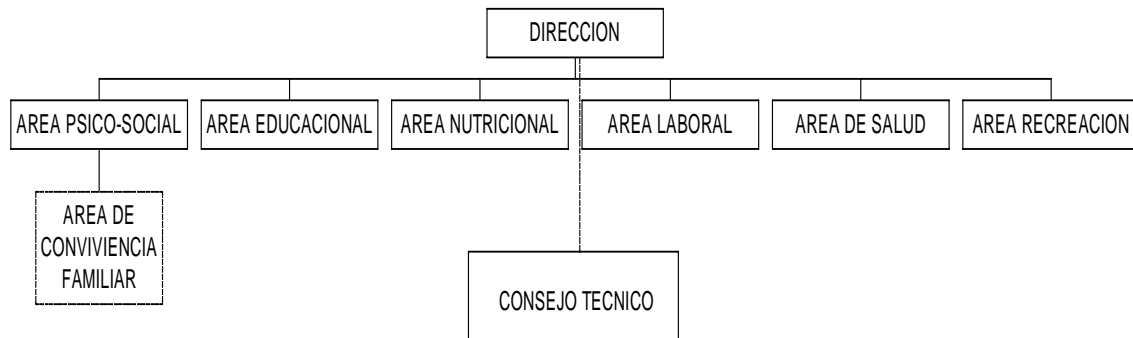 DIRECCION
AREA PSICO-SOCIAL
AREA EDUCACIONAL
AREA NUTRICIONAL
AREA LABORAL
AREA DE SALUD
AREA RECREACION
AREA DE
CONVIVIENCIA
FAMILIAR
CONSEJO TECNICO